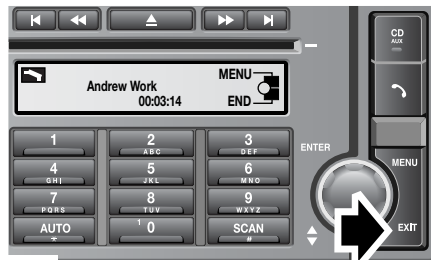 CD
AUX
MENU
Andrew Work
00:03:14
END
1
2
ABC
3
DEF
ENTER
4
GHI
5
JKL
6
MNO
MENU
7
PQRS
8
TUV
9
WXYZ
AUTO
*
1 0
SCAN
#
EXIT